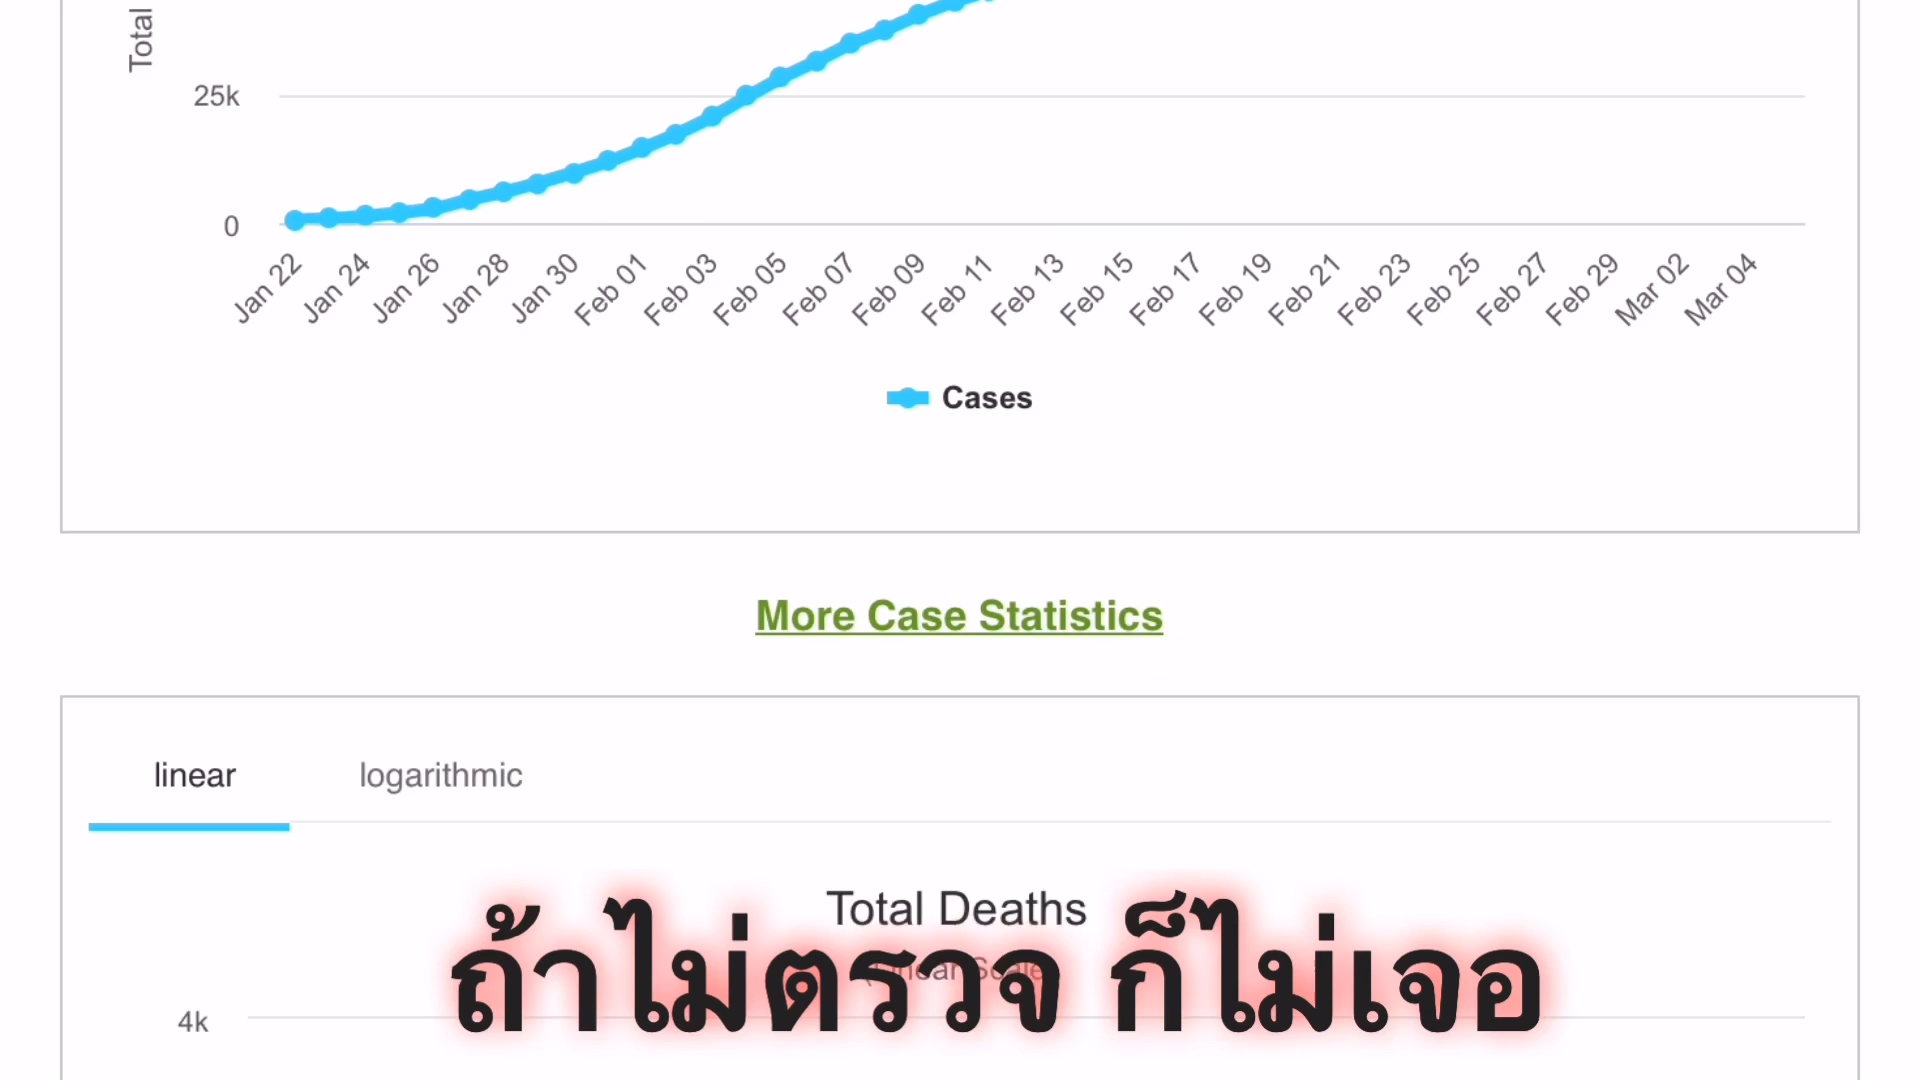 Total
25k
0
Jan 22
Jan 24
Jan 26
Jan 28
Jan 30
Feb 01
Feb 03
Feb 05
Feb 07
Feb 09
Feb 11
Feb 13
Feb 15
Feb 17
Feb 19
Feb 21
Feb 23
Feb 25
Feb 27
Feb 29
Mar 02
Mar 04
Cases
More Case Statistics
linear logarithmic
Total Deaths
(Linear Scale)
ถ้าไม่ตรวจ ก็ไม่เจอ
4k